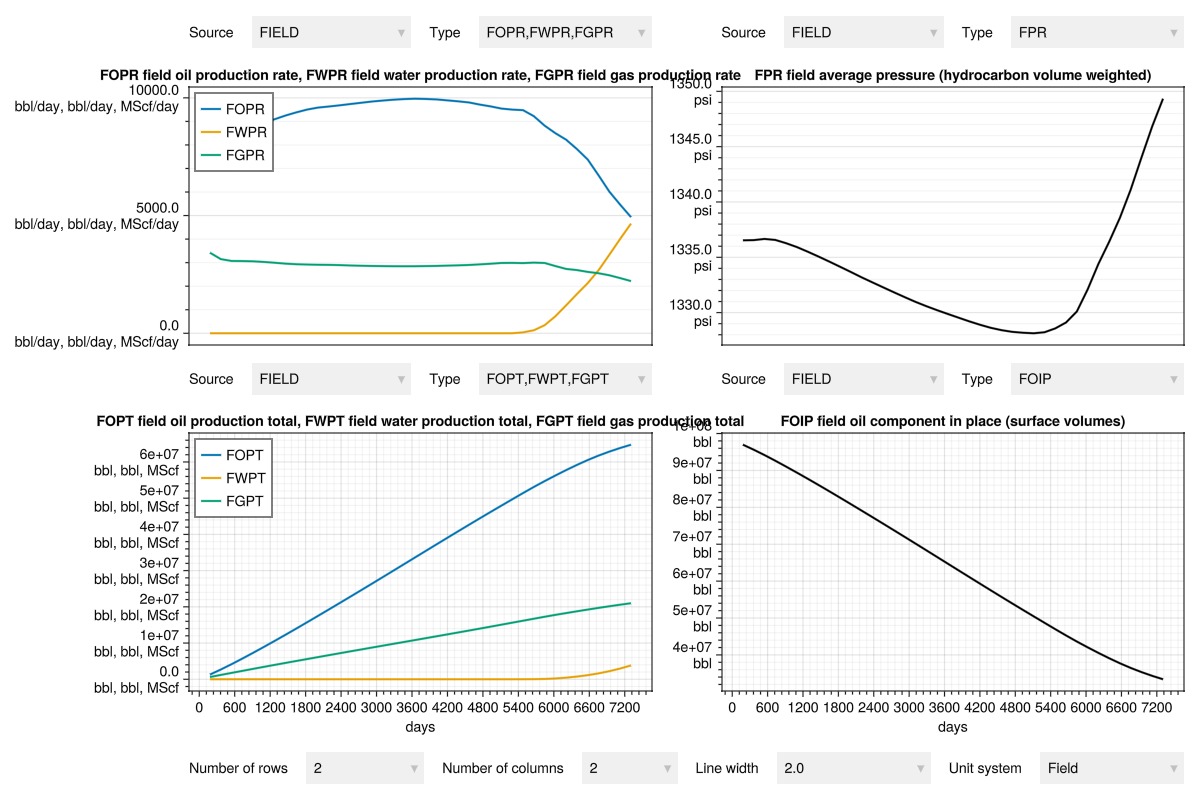 Source FIELD Type FOPR,FWPR,FGPR Source FIELD Type FPR
FOPR field oil production rate, FWPR field water production rate, FGPR field gas production rate
FPR field average pressure (hydrocarbon volume weighted)
10000.0
bbl/day, bbl/day, MScf/day
5000.0
bbl/day, bbl/day, MScf/day
0.0
bbl/day, bbl/day, MScf/day
FOPR
FWPR
FGPR
1350.0
psi
1345.0
psi
1340.0
psi
1335.0
psi
1330.0
psi
Source FIELD Type FOPT,FWPT,FGPT Source FIELD Type FOIP
FOPT field oil production total, FWPT field water production total, FGPT field gas production total
FOIP field oil component in place (surface volumes)
6e+07
bbl, bbl, MScf
5e+07
bbl, bbl, MScf
4e+07
bbl, bbl, MScf
3e+07
bbl, bbl, MScf
2e+07
bbl, bbl, MScf
1e+07
bbl, bbl, MScf
0.0
bbl, bbl, MScf
FOPT
FWPT
FGPT
0 600 1200 1800 2400 3000 3600 4200 4800 5400 6000 6600 7200
days
1e+08
bbl
9e+07
bbl
8e+07
bbl
7e+07
bbl
6e+07
bbl
5e+07
bbl
4e+07
bbl
0 600 1200 1800 2400 3000 3600 4200 4800 5400 6000 6600 7200
days
Number of rows 2 Number of columns 2 Line width 2.0 Unit system Field